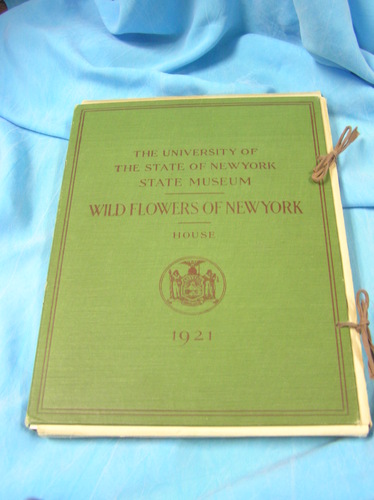 THE UNIVERSITY OF
THE STATE OF NEW YORK
STATE MUSEUM
WILD FLOWERS OF NEW YORK
HOUSE
1921